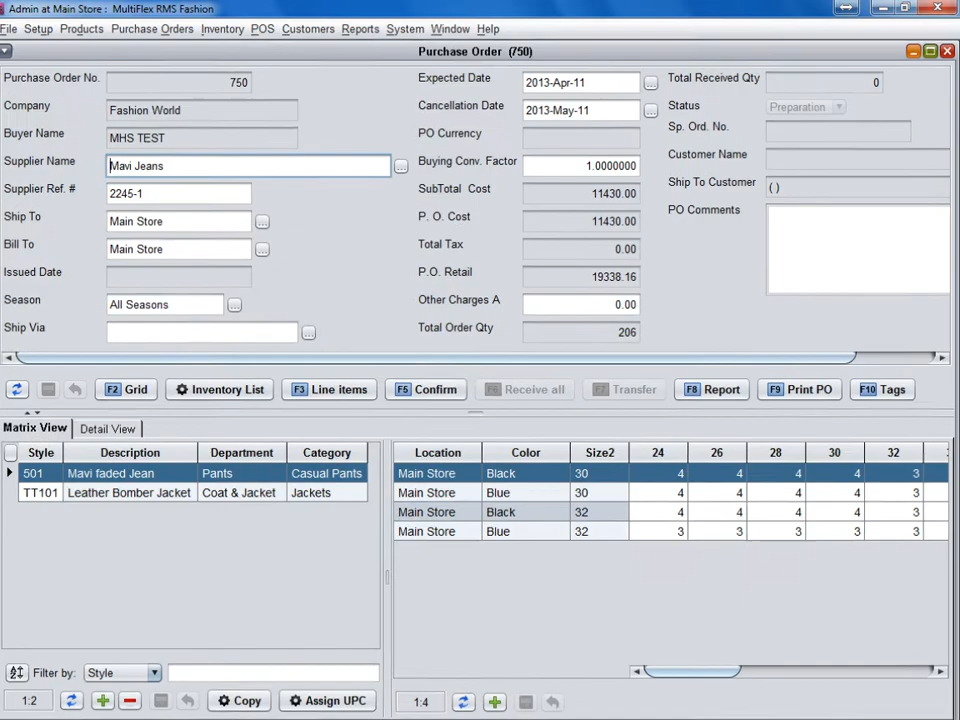 Admin at Main Store : MultiFlex RMS Fashion
File Setup Products Purchase Orders Inventory POS Customers Reports System Window Help
Purchase Order (750)
Purchase Order No. 750
Company Fashion World
Buyer Name MHS TEST
Supplier Name Mavi Jeans
Supplier Ref. # 2245-1
Ship To Main Store
Bill To Main Store
Issued Date
Season All Seasons
Ship Via
Expected Date 2013-Apr-11
Cancellation Date 2013-May-11
PO Currency
Buying Conv. Factor 1.0000000
SubTotal Cost 11430.00
P. O. Cost 11430.00
Total Tax 0.00
P.O. Retail 19338.16
Other Charges A 0.00
Total Order Qty 206
Total Received Qty 0
Status Preparation
Sp. Ord. No.
Customer Name
Ship To Customer ( )
PO Comments
F2 Grid Inventory List F3 Line items F5 Confirm F6 Receive all F7 Transfer F8 Report F9 Print PO F10 Tags
Matrix View Detail View
Style Description Department Category
501 Mavi faded Jean Pants Casual Pants
TT101 Leather Bomber Jacket Coat & Jacket Jackets
Location Color Size2 24 26 28 30 32
Main Store Black 30 4 4 4 4 3
Main Store Blue 30 4 4 4 4 3
Main Store Black 32 4 4 4 4 3
Main Store Blue 32 3 3 3 3 3
Filter by: Style
1:2 Copy Assign UPC
1:4